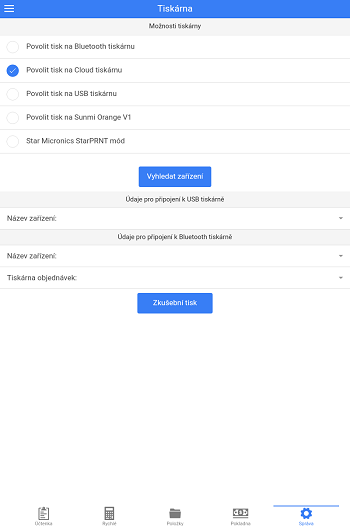 Tiskárna
Možnosti tiskárny
Povolit tisk na Bluetooth tiskárnu
Povolit tisk na Cloud tiskárnu
Povolit tisk na USB tiskárnu
Povolit tisk na Sunmi Orange V1
Star Micronics StarPRNT mód
Vyhledat zařízení
Údaje pro připojení k USB tiskárně
Název zařízení:
Údaje pro připojení k Bluetooth tiskárně
Název zařízení:
Tiskárna objednávek:
Zkušební tisk
Účtenka Rychlé Položky Pokladna Správa